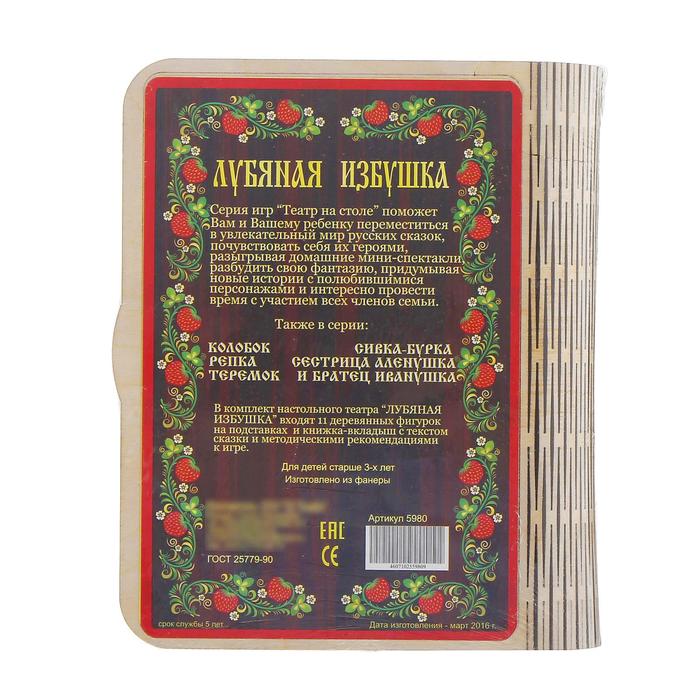 ЛУБЯНАЯ ИЗБУШКА
Серия игр “Театр на столе” поможет
Вам и Вашему ребенку переместиться
в увлекательный мир русских сказок,
почувствовать себя их героями,
разыгрывая домашние мини-спектакли,
разбудить свою фантазию, придумывая
новые истории с полюбившимися
персонажами и интересно провести
время с участием всех членов семьи.
Также в серии:
КОЛОБОК СИВКА-БУРКА
РЕПКА СЕСТРИЦА АЛЕНУШКА
ТЕРЕМОК И БРАТЕЦ ИВАНУШКА
В комплект настольного театра “ЛУБЯНАЯ
ИЗБУШКА” входят 11 деревянных фигурок
на подставках и книжка-вкладыш с текстом
сказки и методическими рекомендациями
к игре.
Для детей старше 3-х лет
Изготовлено из фанеры
Артикул 5980
EAC
CE
4607102559809
ГОСТ 25779-90
срок службы 5 лет
Дата изготовления - март 2016 г.